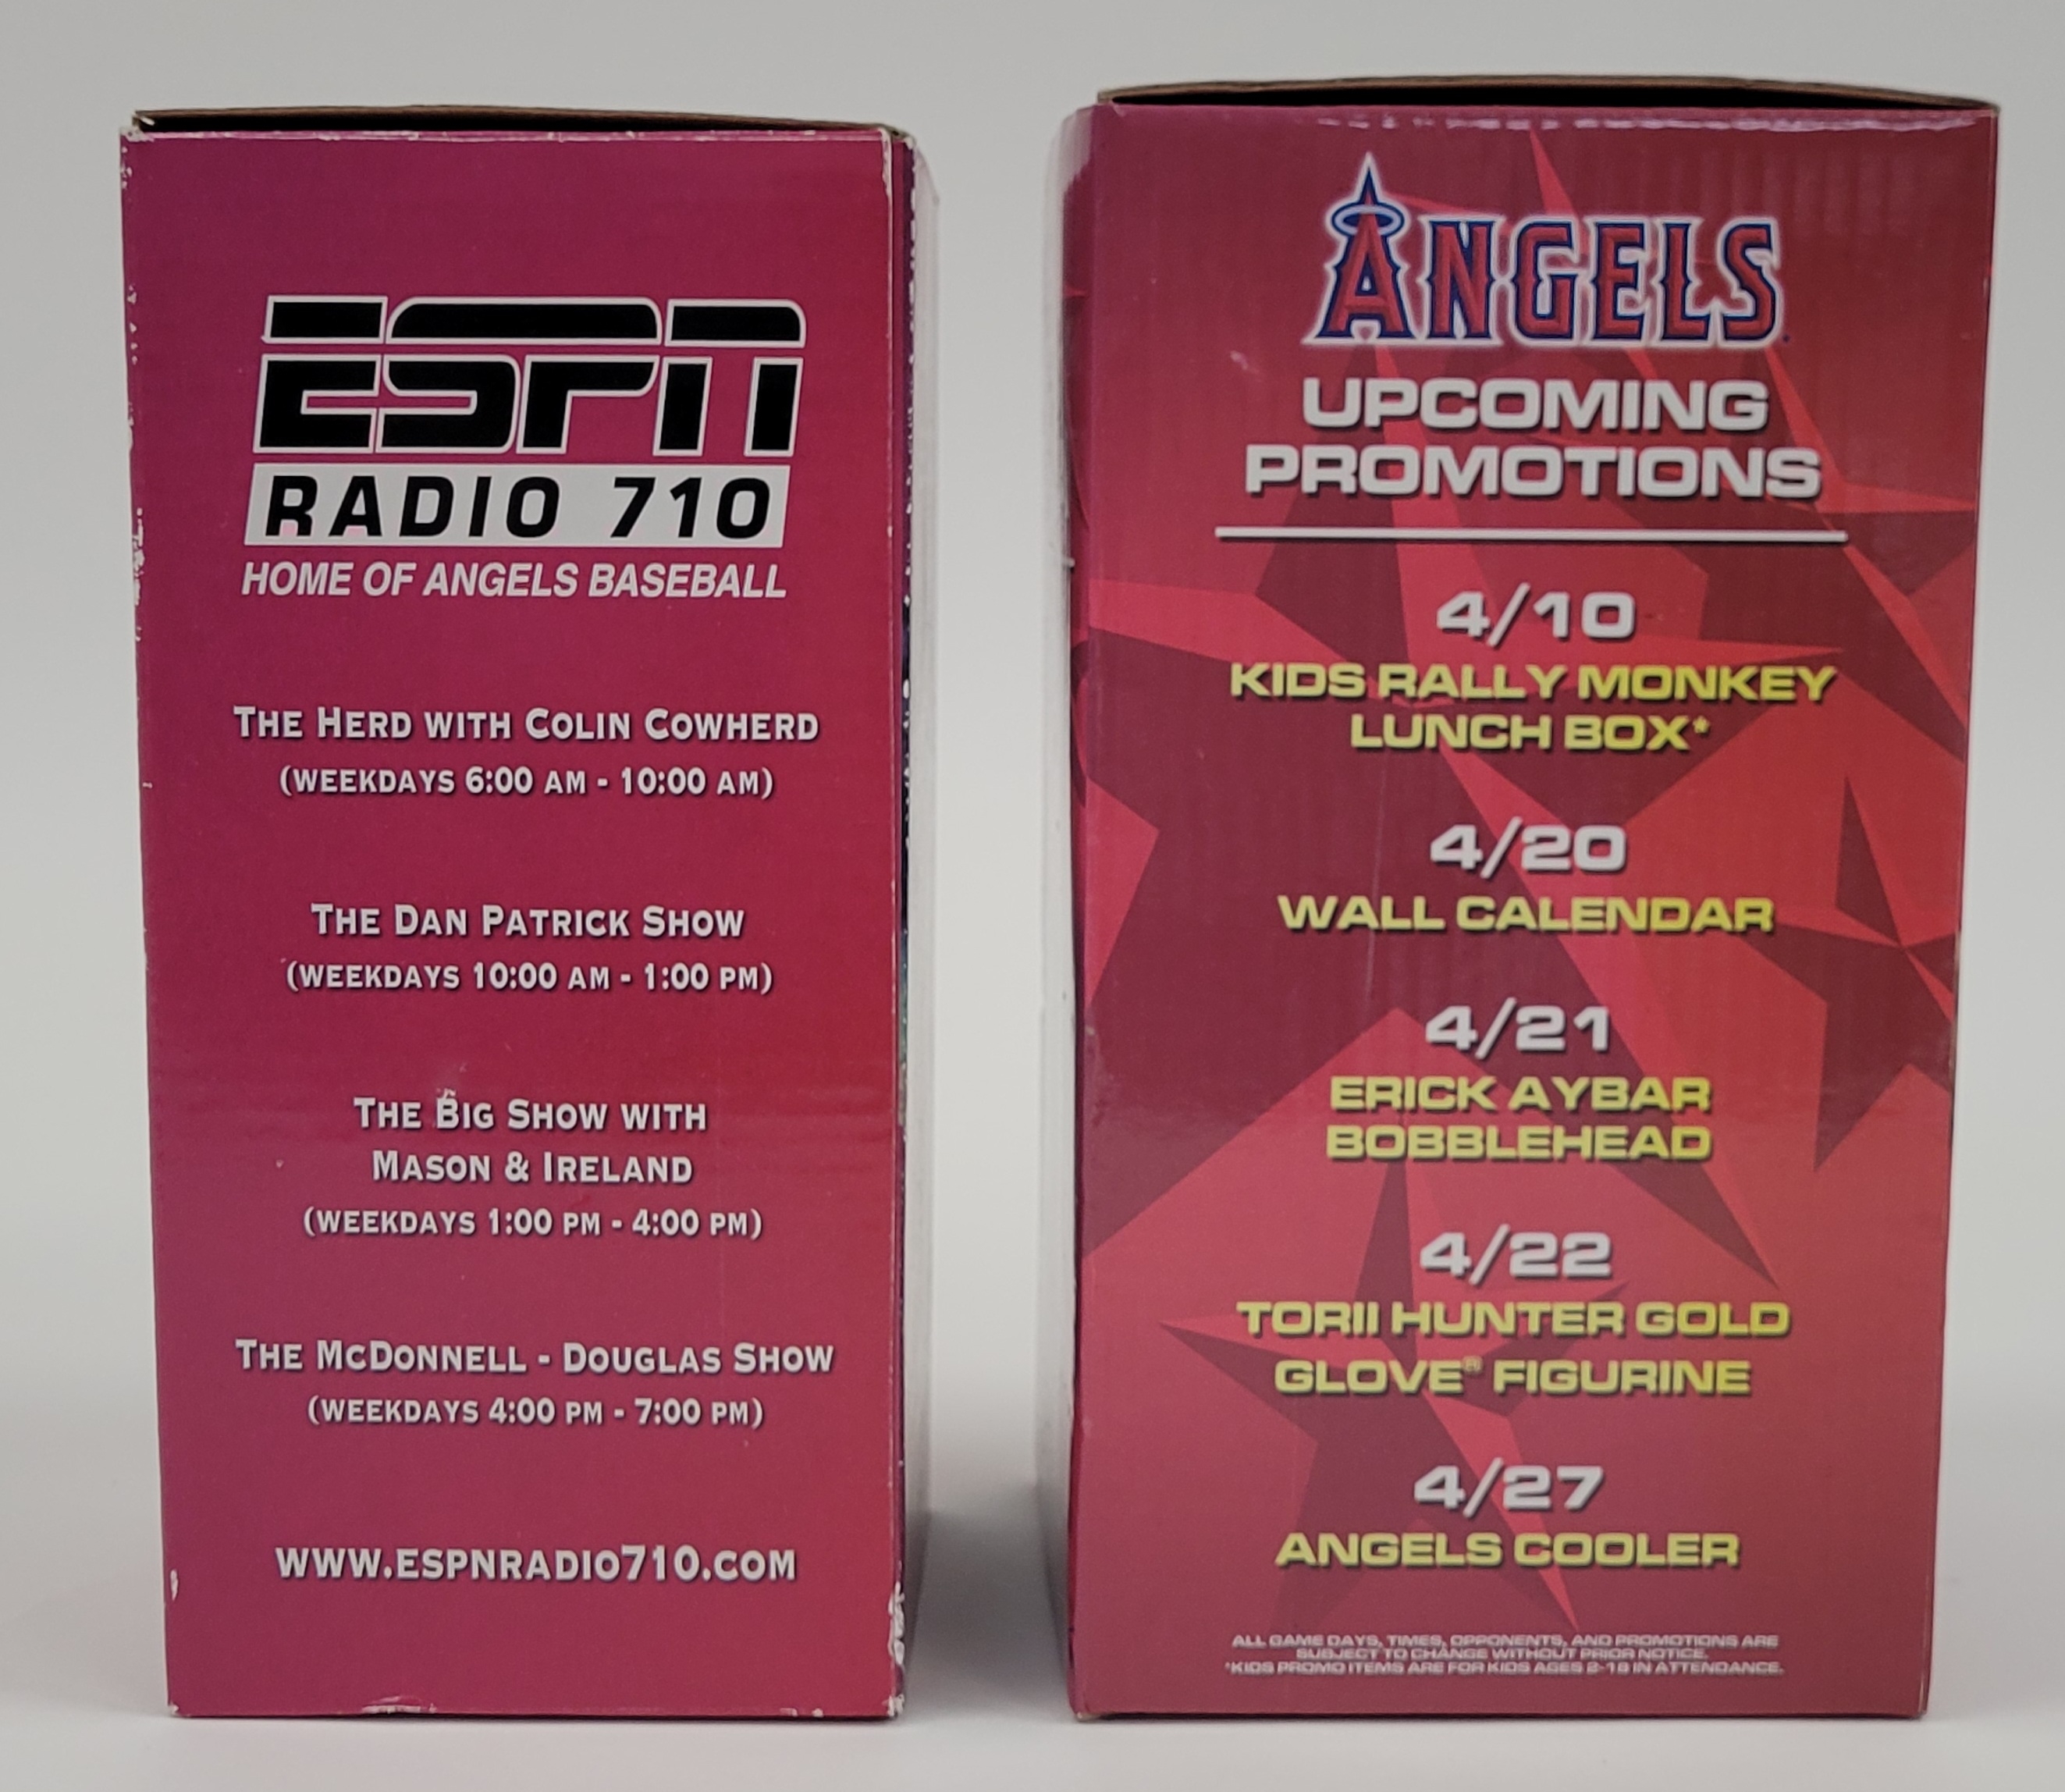 ESPN
RADIO 710
HOME OF ANGELS BASEBALL
THE HERD WITH COLIN COWHERD
(WEEKDAYS 6:00 AM - 10:00 AM)
THE DAN PATRICK SHOW
(WEEKDAYS 10:00 AM - 1:00 PM)
THE BIG SHOW WITH
MASON & IRELAND
(WEEKDAYS 1:00 PM - 4:00 PM)
THE MCDONNELL - DOUGLAS SHOW
(WEEKDAYS 4:00 PM - 7:00 PM)
WWW.ESPNRADIO710.COM
ANGELS
UPCOMING
PROMOTIONS
4/10
KIDS RALLY MONKEY
LUNCH BOX*
4/20
WALL CALENDAR
4/21
ERICK AYBAR
BOBBLEHEAD
4/22
TORII HUNTER GOLD
GLOVE® FIGURINE
4/27
ANGELS COOLER
ALL GAME DAYS, TIMES, OPPONENTS, AND PROMOTIONS ARE
SUBJECT TO CHANGE WITHOUT PRIOR NOTICE.
*KIDS PROMO ITEMS ARE FOR KIDS AGES 2-18 IN ATTENDANCE.